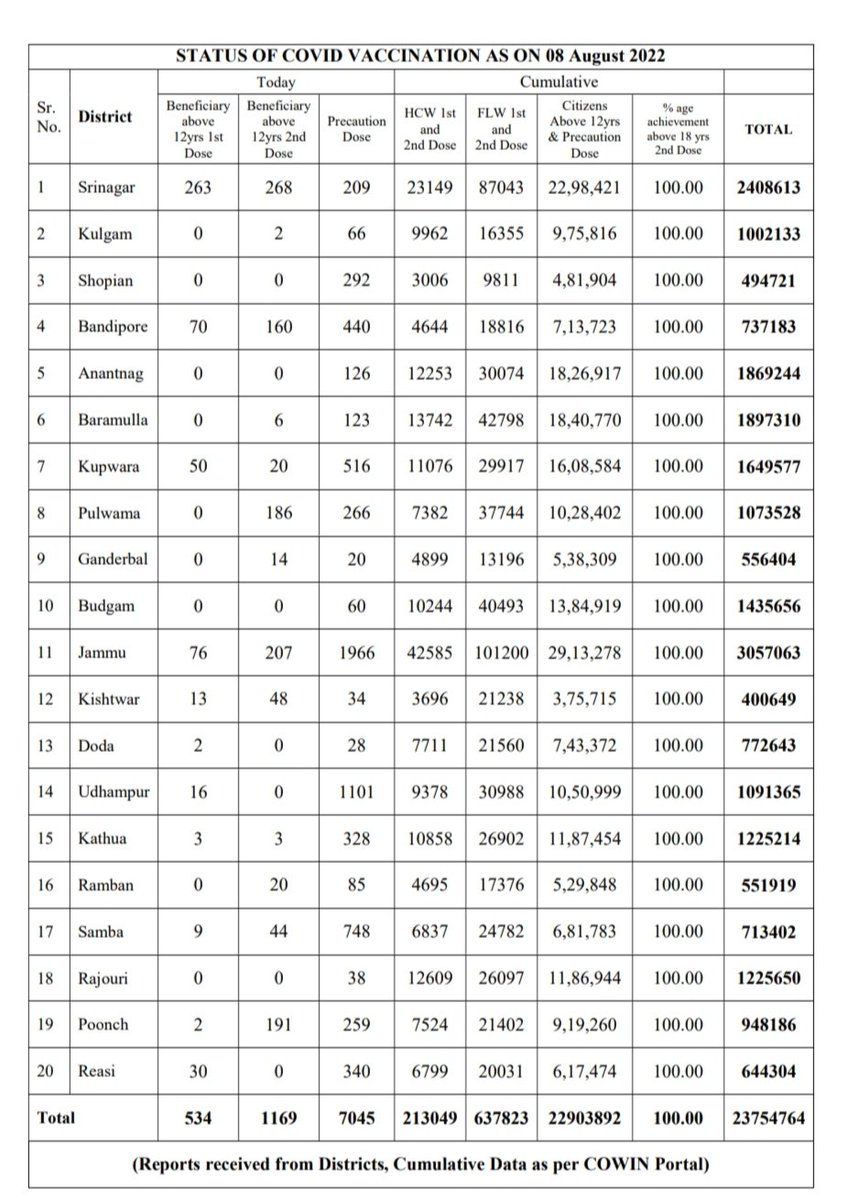 STATUS OF COVID VACCINATION AS ON 08 August 2022
Today Cumulative
Sr. No. District Beneficiary above 12yrs 1st Dose Beneficiary above 12yrs 2nd Dose Precaution Dose HCW 1st and 2nd Dose FLW 1st and 2nd Dose Citizens Above 12yrs & Precaution Dose % age achievement above 18 yrs 2nd Dose TOTAL
1 Srinagar 263 268 209 23149 87043 22,98,421 100.00 2408613
2 Kulgam 0 2 66 9962 16355 9,75,816 100.00 1002133
3 Shopian 0 0 292 3006 9811 4,81,904 100.00 494721
4 Bandipore 70 160 440 4644 18816 7,13,723 100.00 737183
5 Anantnag 0 0 126 12253 30074 18,26,917 100.00 1869244
6 Baramulla 0 6 123 13742 42798 18,40,770 100.00 1897310
7 Kupwara 50 20 516 11076 29917 16,08,584 100.00 1649577
8 Pulwama 0 186 266 7382 37744 10,28,402 100.00 1073528
9 Ganderbal 0 14 20 4899 13196 5,38,309 100.00 556404
10 Budgam 0 0 60 10244 40493 13,84,919 100.00 1435656
11 Jammu 76 207 1966 42585 101200 29,13,278 100.00 3057063
12 Kishtwar 13 48 34 3696 21238 3,75,715 100.00 400649
13 Doda 2 0 28 7711 21560 7,43,372 100.00 772643
14 Udhampur 16 0 1101 9378 30988 10,50,999 100.00 1091365
15 Kathua 3 3 328 10858 26902 11,87,454 100.00 1225214
16 Ramban 0 20 85 4695 17376 5,29,848 100.00 551919
17 Samba 9 44 748 6837 24782 6,81,783 100.00 713402
18 Rajouri 0 0 38 12609 26097 11,86,944 100.00 1225650
19 Poonch 2 191 259 7524 21402 9,19,260 100.00 948186
20 Reasi 30 0 340 6799 20031 6,17,474 100.00 644304
Total 534 1169 7045 213049 637823 22903892 100.00 23754764
(Reports received from Districts, Cumulative Data as per COWIN Portal)